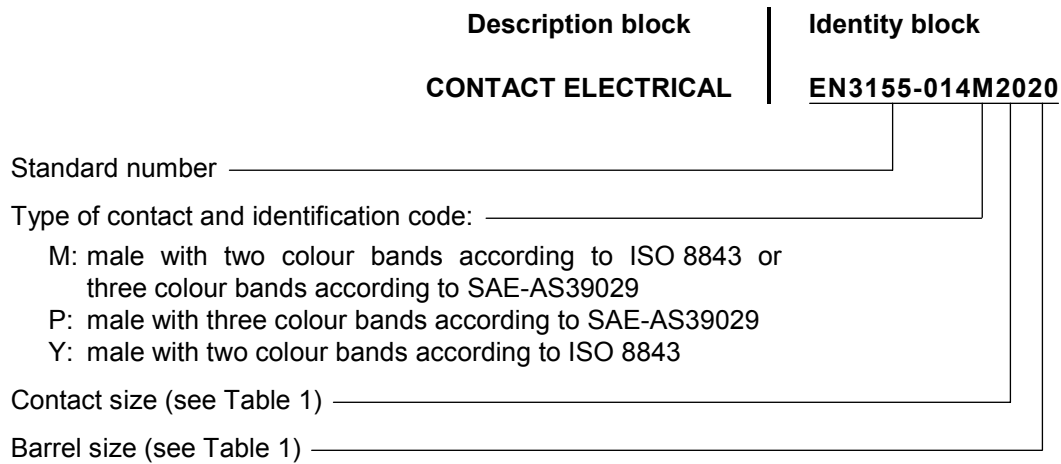 Description block Identity block
CONTACT ELECTRICAL EN3155-014M2020
Standard number
Type of contact and identification code:
M: male with two colour bands according to ISO 8843 or
three colour bands according to SAE-AS39029
P: male with three colour bands according to SAE-AS39029
Y: male with two colour bands according to ISO 8843
Contact size (see Table 1)
Barrel size (see Table 1)